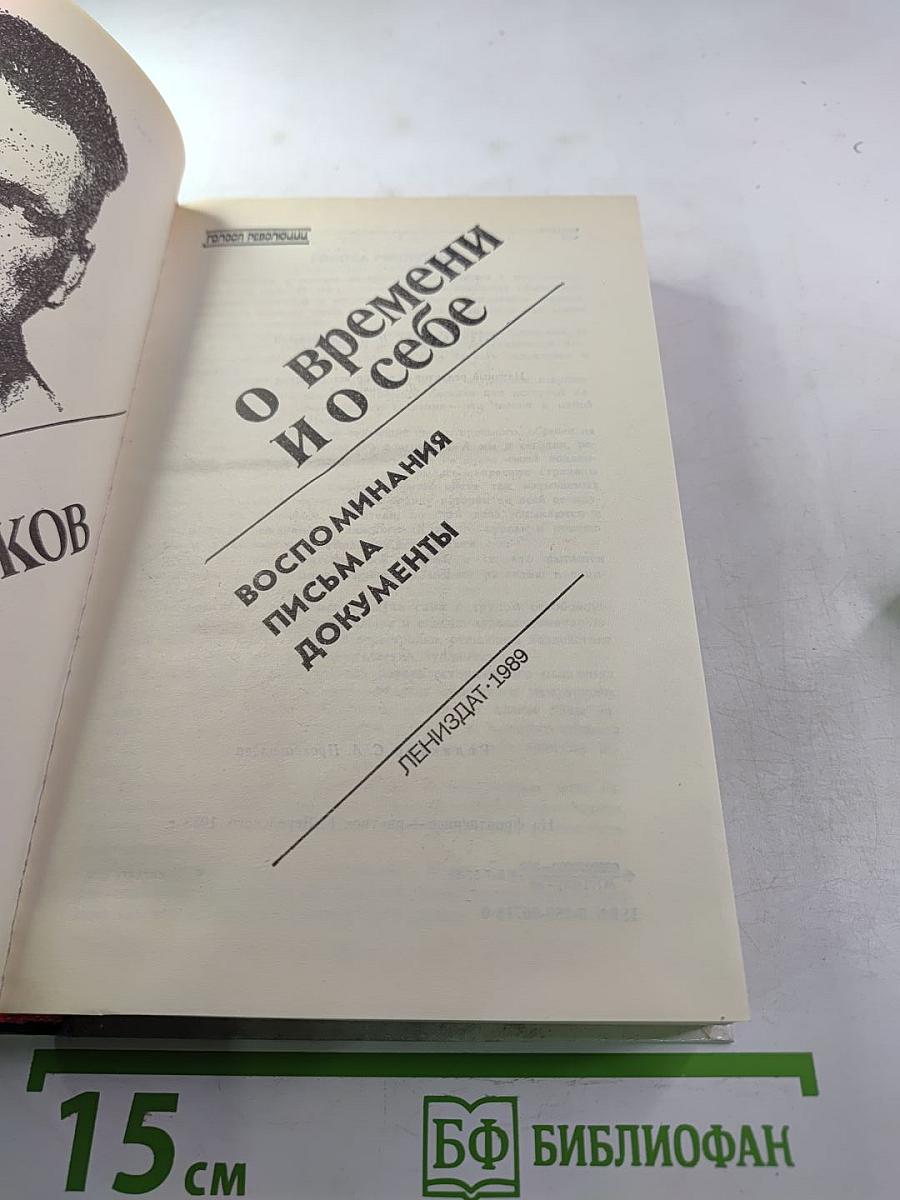 КОВ
ГОЛОСА РЕВОЛЮЦИИ
О времени
и о себе
ВОСПОМИНАНИЯ
ПИСЬМА
ДОКУМЕНТЫ
ЛЕНИЗДАТ·1989
15 СМ
БФ БИБЛИОФАН